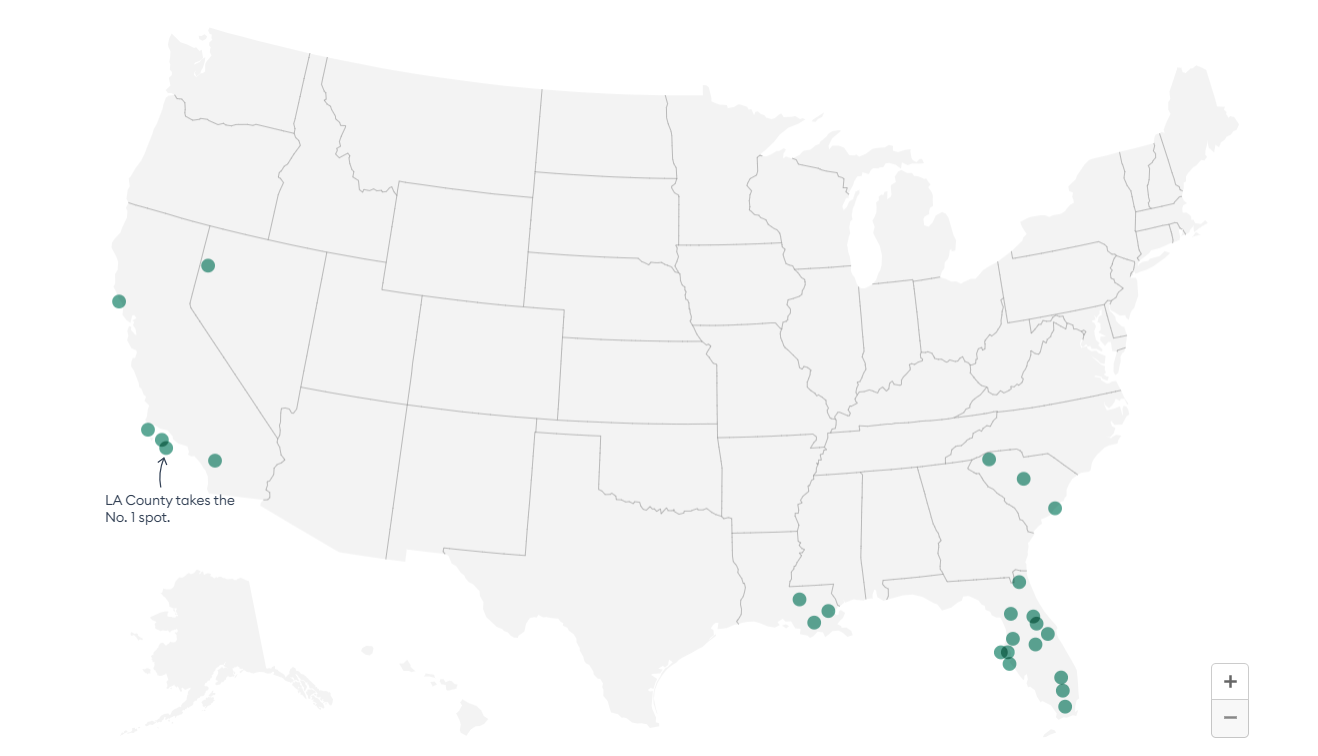 LA County takes the
No. 1 spot.
+
−